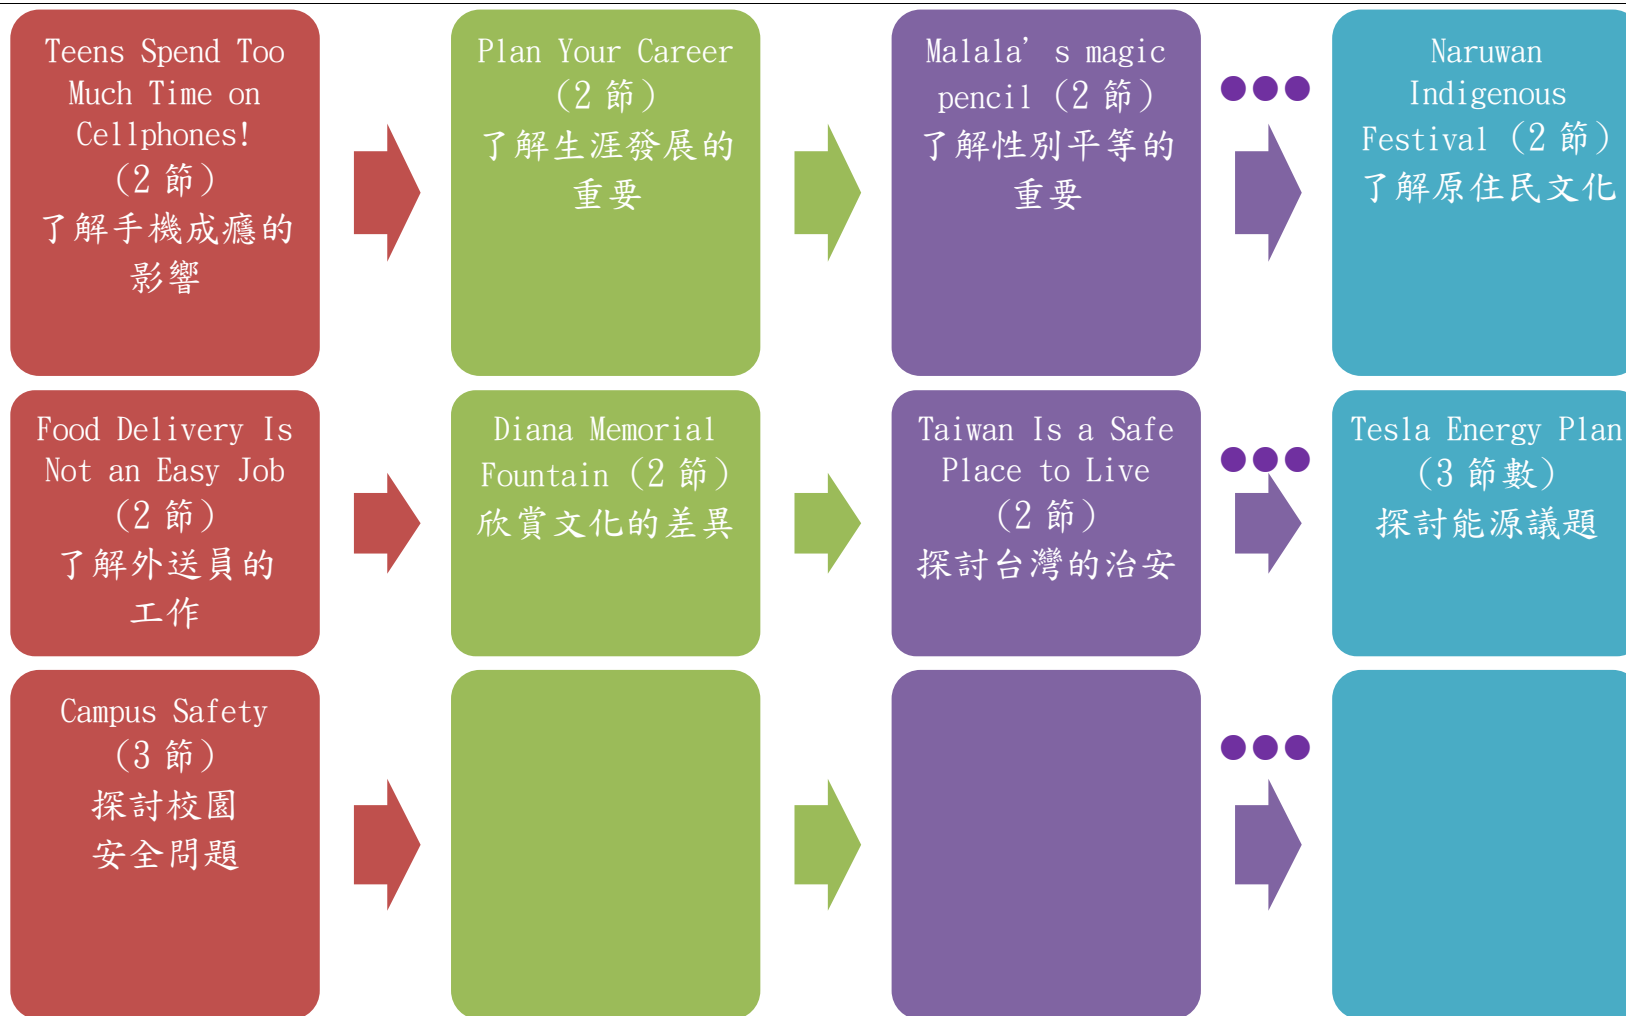 Teens Spend Too
Much Time on
Cellphones!
（2 節）
了解手機成癮的
影響
Plan Your Career
（2 節）
了解生涯發展的
重要
Malala’s magic
pencil（2 節）
了解性別平等的
重要
Naruwan
Indigenous
Festival（2 節）
了解原住民文化
Food Delivery Is
Not an Easy Job
（2 節）
了解外送員的
工作
Diana Memorial
Fountain（2 節）
欣賞文化的差異
Taiwan Is a Safe
Place to Live
（2 節）
探討台灣的治安
Tesla Energy Plan
（3 節數）
探討能源議題
Campus Safety
（3 節）
探討校園
安全問題